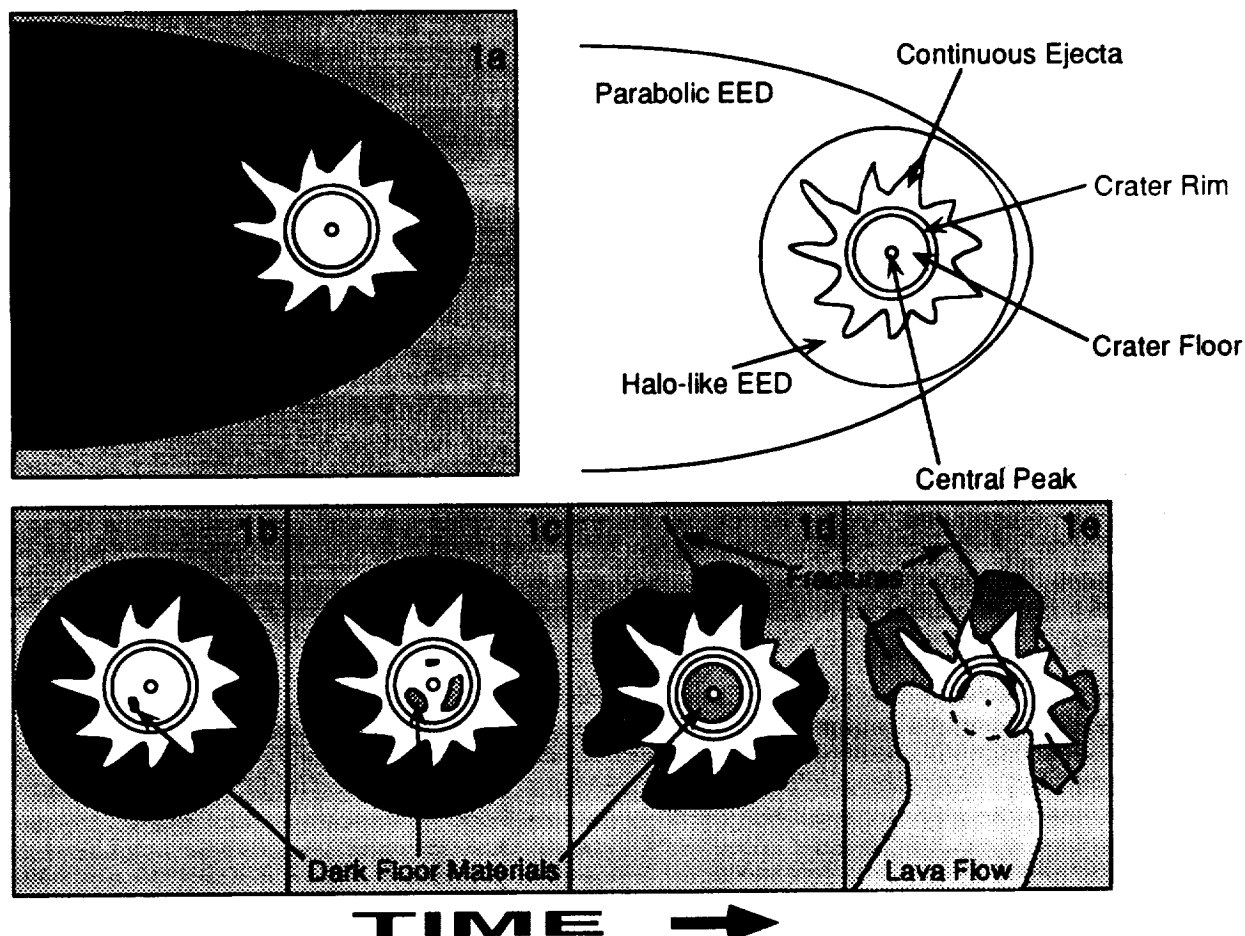 1a
Continuous Ejecta
Parabolic EED
Crater Rim
Crater Floor
Halo-like EED
Central Peak
1b
1c
1d
1e
Fractures
Dark Floor Materials
Lava Flow
TIME